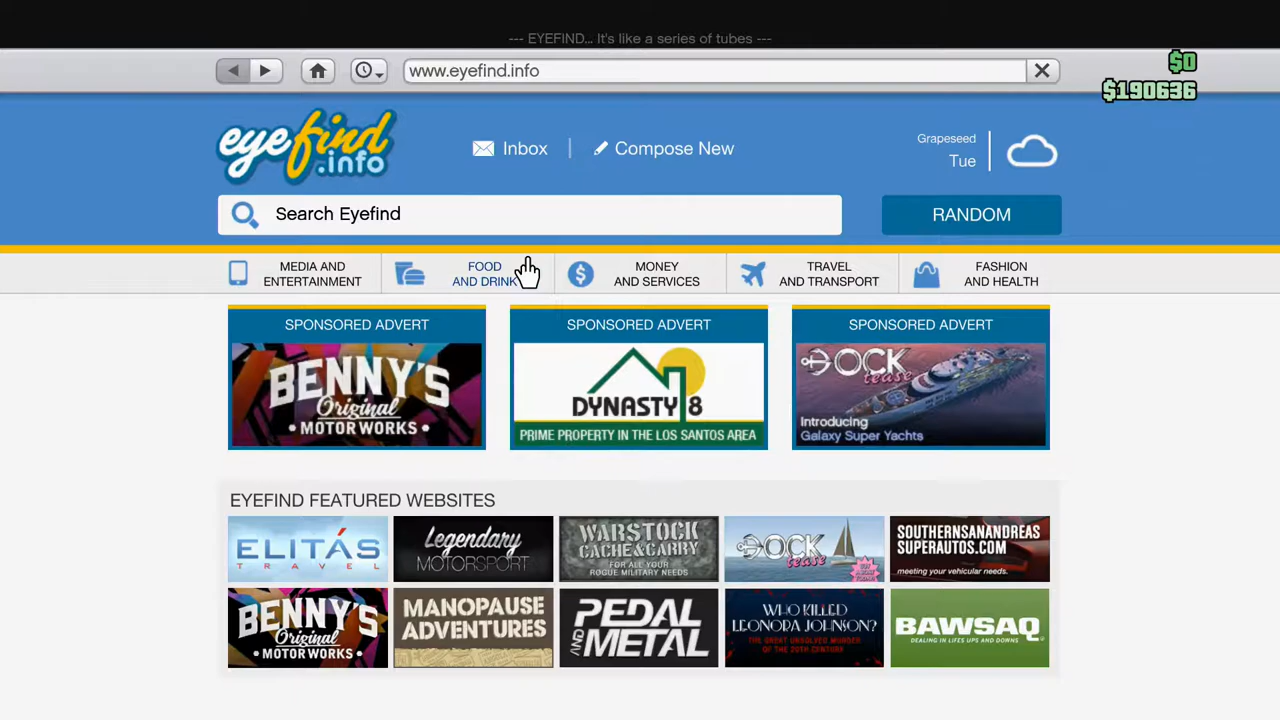 --- EYEFIND... It's like a series of tubes ---
www.eyefind.info
$0
$190636
eyefind
.info
Inbox
Compose New
Grapeseed
Tue
Search Eyefind
RANDOM
MEDIA AND
ENTERTAINMENT
FOOD
AND DRINK
MONEY
AND SERVICES
TRAVEL
AND TRANSPORT
FASHION
AND HEALTH
SPONSORED ADVERT
BENNY'S
Original
MOTOR WORKS
SPONSORED ADVERT
DYNASTY 8
PRIME PROPERTY IN THE LOS SANTOS AREA
SPONSORED ADVERT
DOCK
tease
Introducing
Galaxy Super Yachts
EYEFIND FEATURED WEBSITES
ELITÁS
TRAVEL
Legendary
MOTORSPORT
WARSTOCK
CACHE & CARRY
FOR ALL YOUR
ROGUE MILITARY NEEDS
DOCK
tease
SOUTHERNSANANDREAS
SUPERAUTOS.COM
meeting your vehicular needs.
BENNY'S
Original
MOTOR WORKS
MANOPAUSE
ADVENTURES
PEDAL
AND METAL
WHO KILLED
LEONORA JOHNSON?
THE GREAT UNSOLVED MURDER
OF THE 20TH CENTURY
BAWSAQ
DEALING IN LIFES UPS AND DOWNS